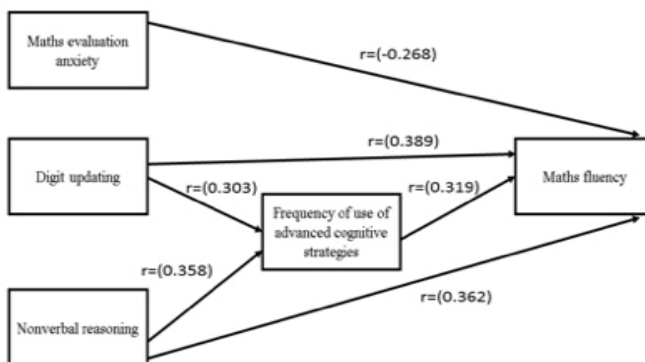 Maths evaluation
anxiety
r=(-0.268)
r=(0.389)
Digit updating
Maths fluency
r=(0.303)
r=(0.319)
Frequency of use of
advanced cognitive
strategies
r=(0.358)
r=(0.362)
Nonverbal reasoning